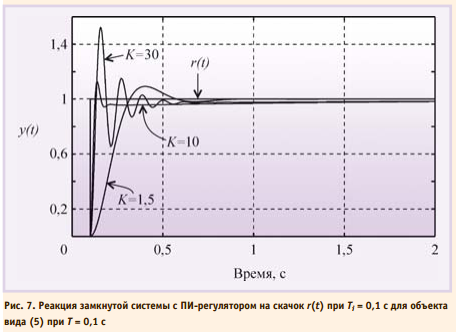 1,4
K=30
r(t)
1
y(t)
K=10
0,6
K=1,5
0,2
0
0,5
1
1,5
2
Время, с
Рис. 7. Реакция замкнутой системы с ПИ-регулятором на скачок r(t) при Ti = 0,1 с для объекта
вида (5) при T = 0,1 с